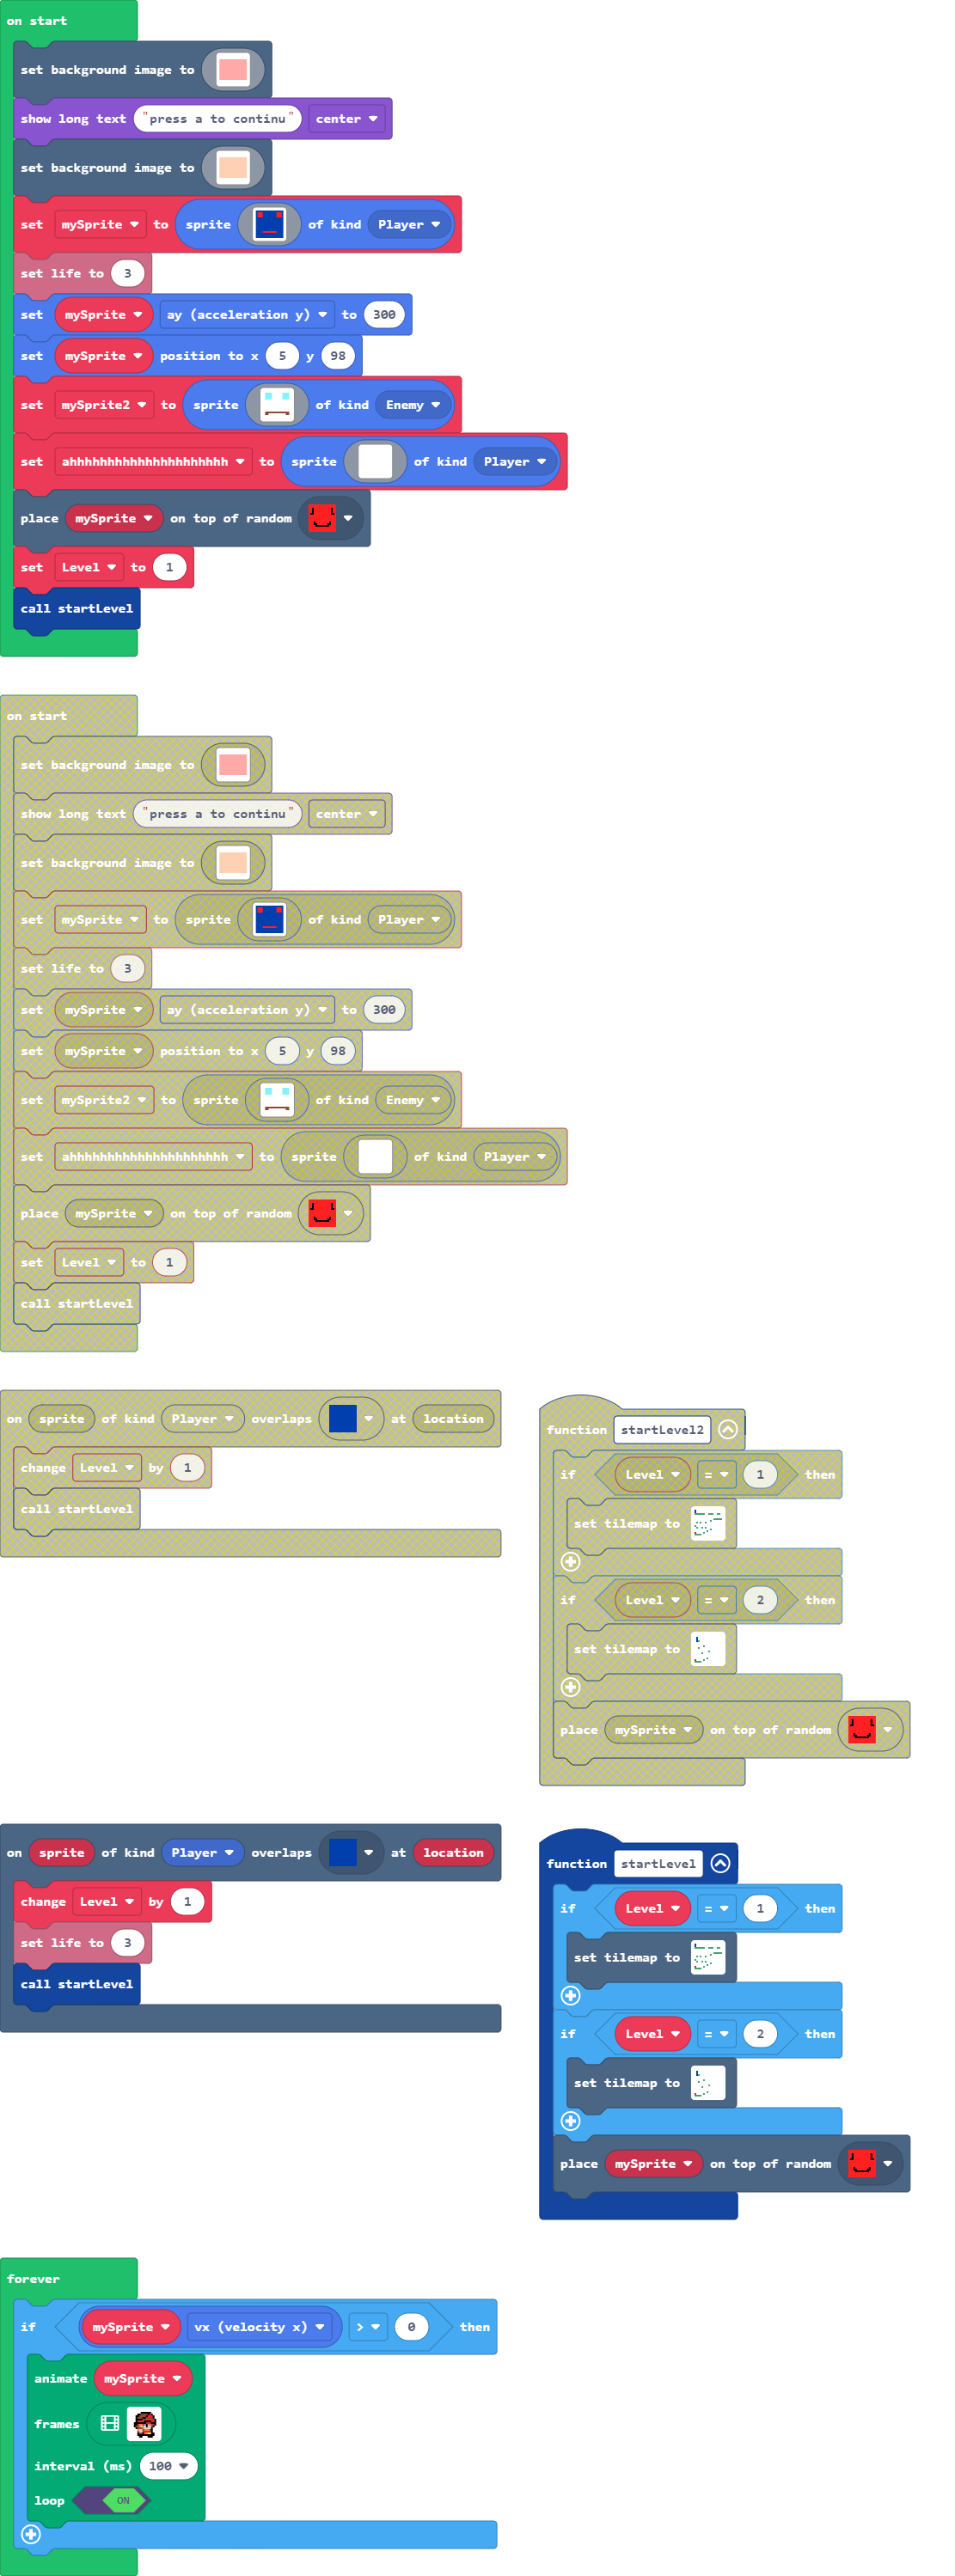 on start
set background image to
show long text "press a to continu" center
set background image to
set mySprite to sprite of kind Player
set life to 3
set mySprite ay (acceleration y) to 300
set mySprite position to x 5 y 98
set mySprite2 to sprite of kind Enemy
set ahhhhhhhhhhhhhhhhhhhhh to sprite of kind Player
place mySprite on top of random
set Level to 1
call startLevel
on start
set background image to
show long text "press a to continu" center
set background image to
set mySprite to sprite of kind Player
set life to 3
set mySprite ay (acceleration y) to 300
set mySprite position to x 5 y 98
set mySprite2 to sprite of kind Enemy
set ahhhhhhhhhhhhhhhhhhhhh to sprite of kind Player
place mySprite on top of random
set Level to 1
call startLevel
on sprite of kind Player overlaps at location
change Level by 1
call startLevel
function startLevel2
if Level = 1 then
set tilemap to
if Level = 2 then
set tilemap to
place mySprite on top of random
on sprite of kind Player overlaps at location
change Level by 1
set life to 3
call startLevel
function startLevel
if Level = 1 then
set tilemap to
if Level = 2 then
set tilemap to
place mySprite on top of random
forever
if mySprite vx (velocity x) > 0 then
animate mySprite
frames
interval (ms) 100
loop ON